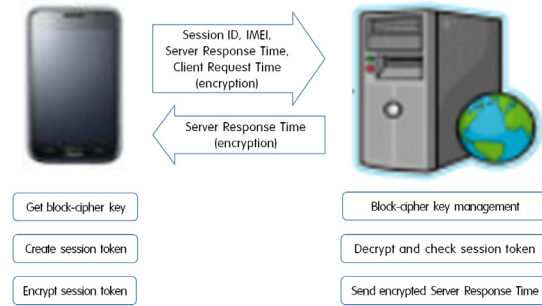 Session ID, IMEI,
Server Response Time,
Client Request Time
(encryption)
Server Response Time
(encryption)
Get block-cipher key
Block-cipher key management
Create session token
Decrypt and check session token
Encrypt session token
Send encrypted Server Response Time